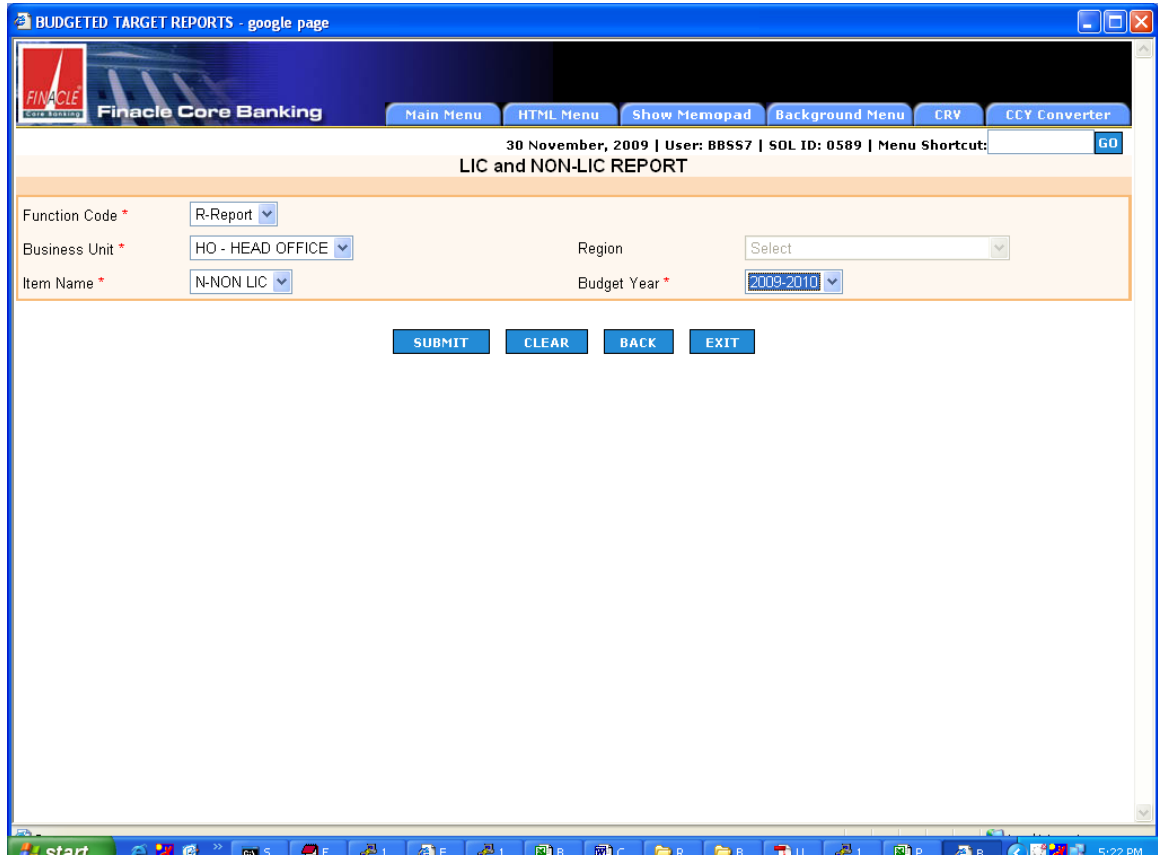 BUDGETED TARGET REPORTS - google page
FINACLE
Core Banking
Finacle Core Banking
Main Menu HTML Menu Show Memopad Background Menu CRV CCY Converter
30 November, 2009 | User: BBSS7 | SOL ID: 0589 | Menu Shortcut: GO
LIC and NON-LIC REPORT
Function Code * R-Report
Business Unit * HO - HEAD OFFICE Region Select
Item Name * N-NON LIC Budget Year * 2009-2010
SUBMIT CLEAR BACK EXIT
start S F 1 F 1 B C R B U 1 P B 5:22 PM